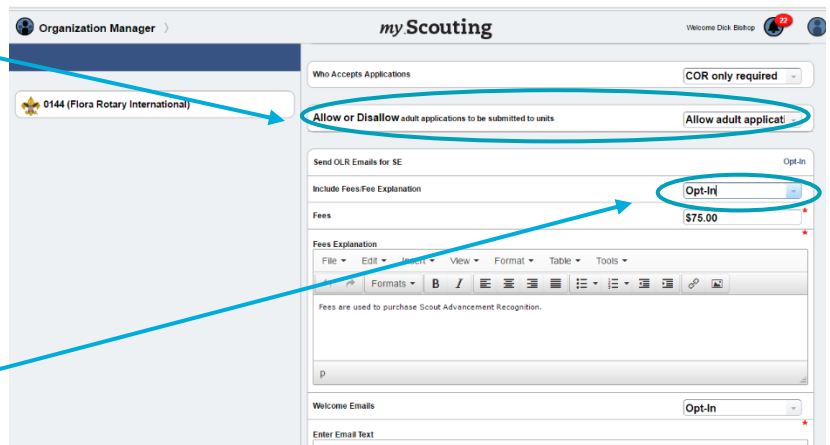 Organization Manager
my.Scouting
Welcome Dick Bishop
22
0144 (Flora Rotary International)
Who Accepts Applications
COR only required
Allow or Disallow adult applications to be submitted to units
Allow adult applicati
Send OLR Emails for SE
Opt-In
Include Fees/Fee Explanation
Opt-In
Fees
$75.00
*
*
Fees Explanation
File Edit Insert View Format Table Tools
Formats B I
Fees are used to purchase Scout Advancement Recognition.
p
Welcome Emails
Opt-In
*
Enter Email Text